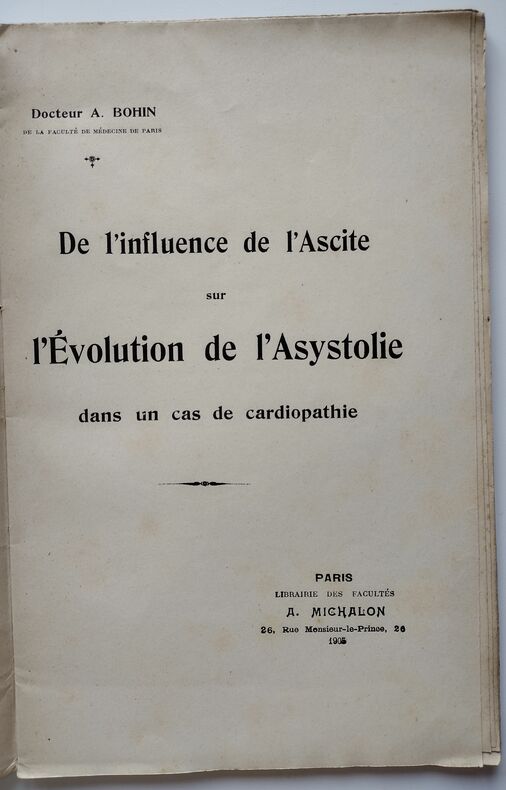 Docteur A. BOHIN
DE LA FACULTÉ DE MÉDECINE DE PARIS
De l'influence de l'Ascite
sur
l'Évolution de l'Asystolie
dans un cas de cardiopathie
PARIS
LIBRAIRIE DES FACULTÉS
A. MICHALON
26, Rue Monsieur-le-Prince, 26